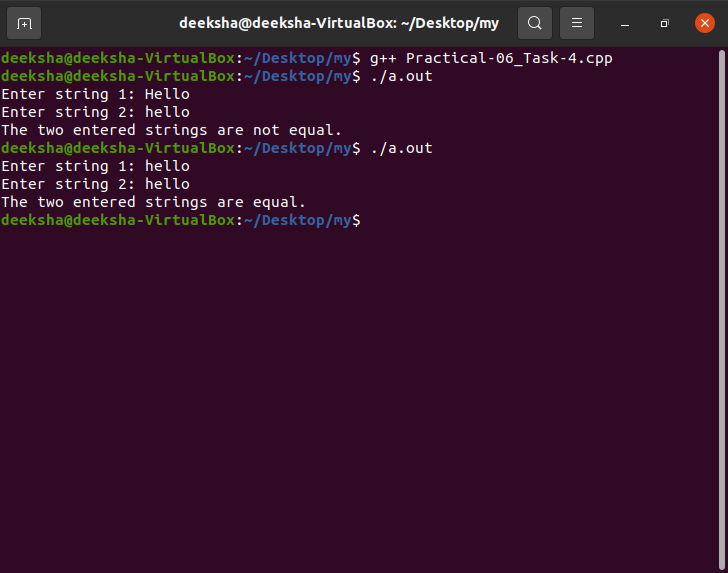 deeksha@deeksha-VirtualBox: ~/Desktop/my
deeksha@deeksha-VirtualBox:~/Desktop/my$ g++ Practical-06_Task-4.cpp
deeksha@deeksha-VirtualBox:~/Desktop/my$ ./a.out
Enter string 1: Hello
Enter string 2: hello
The two entered strings are not equal.
deeksha@deeksha-VirtualBox:~/Desktop/my$ ./a.out
Enter string 1: hello
Enter string 2: hello
The two entered strings are equal.
deeksha@deeksha-VirtualBox:~/Desktop/my$